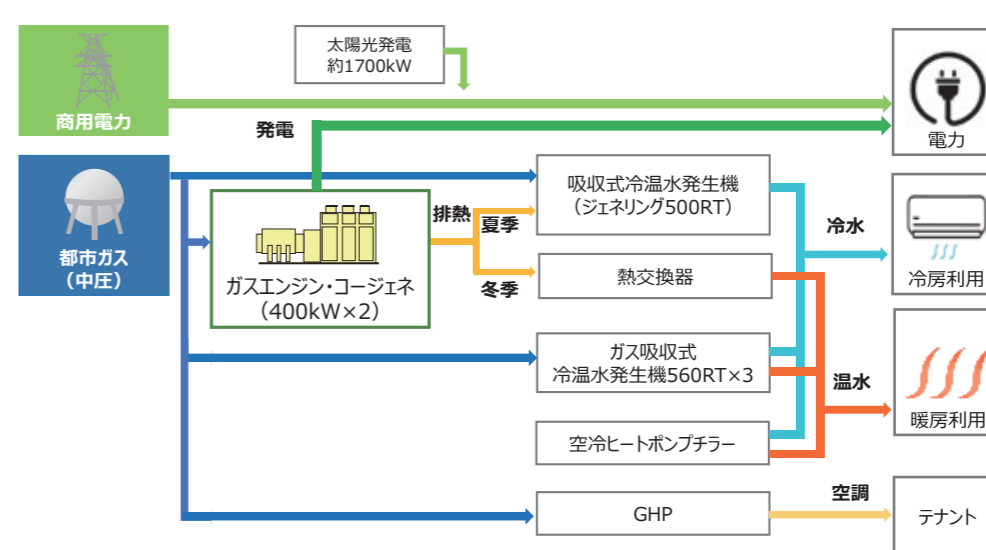 太陽光発電
約1700kW
商用電力
発電
電力
都市ガス
（中圧）
ガスエンジン・コージェネ
（400kW×2）
排熱
夏季
冬季
吸収式冷温水発生機
（ジェネリング500RT）
熱交換器
ガス吸収式
冷温水発生機560RT×3
空冷ヒートポンプチラー
GHP
冷水
冷房利用
温水
暖房利用
空調
テナント